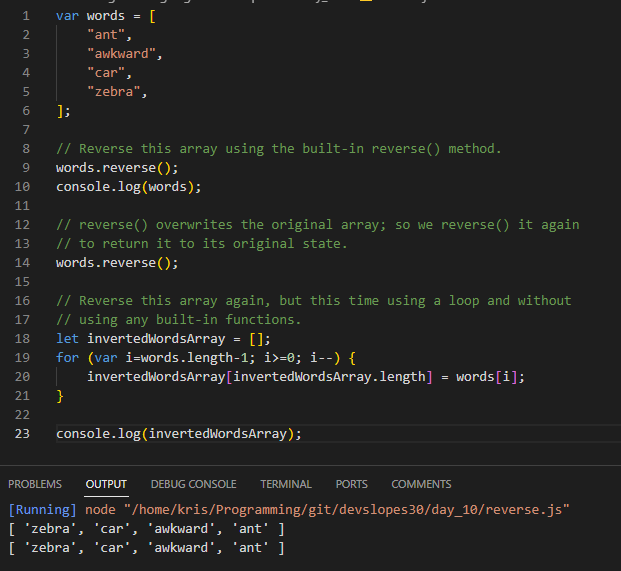 1 var words = [
2 "ant",
3 "awkward",
4 "car",
5 "zebra",
6 ];
7
8 // Reverse this array using the built-in reverse() method.
9 words.reverse();
10 console.log(words);
11
12 // reverse() overwrites the original array; so we reverse() it again
13 // to return it to its original state.
14 words.reverse();
15
16 // Reverse this array again, but this time using a loop and without
17 // using any built-in functions.
18 let invertedWordsArray = [];
19 for (var i=words.length-1; i>=0; i--) {
20 invertedWordsArray[invertedWordsArray.length] = words[i];
21 }
22
23 console.log(invertedWordsArray);
PROBLEMS OUTPUT DEBUG CONSOLE TERMINAL PORTS COMMENTS
[Running] node "/home/kris/Programming/git/devslopes30/day_10/reverse.js"
[ 'zebra', 'car', 'awkward', 'ant' ]
[ 'zebra', 'car', 'awkward', 'ant' ]